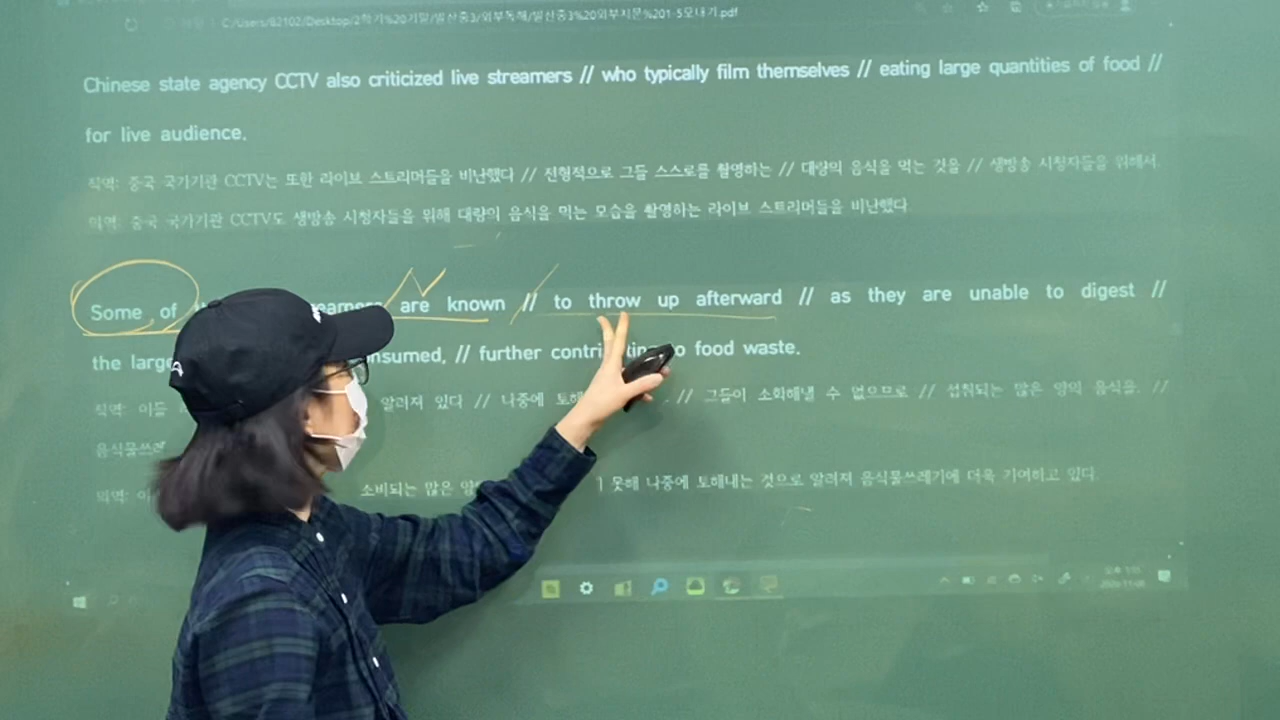 C:/Users/82102/Desktop/2학기%20기말/발산중3/외부독해/발산중3%20외부지문%201-5모내기.pdf
Chinese state agency CCTV also criticized live streamers // who typically film themselves // eating large quantities of food //
for live audience.
직역: 중국 국가기관 CCTV는 또한 라이브 스트리머들을 비난했다 // 전형적으로 그들 스스로를 촬영하는 // 대량의 음식을 먹는 것을 // 생방송 시청자들을 위해서.
의역: 중국 국가기관 CCTV도 생방송 시청자들을 위해 대량의 음식을 먹는 모습을 촬영하는 라이브 스트리머들을 비난했다
Some of are known // to throw up afterward // as they are unable to digest //
the large // further food waste.
직역: 이들 알려져 있다 // 나중에 // 그들이 소화해낼 수 없으므로 // 섭취되는 많은 양의 음식을. //
의역: 소비되는 많은 못해 나중에 토해내는 것으로 알려져 음식물쓰레기에 더욱 기여하고 있다.